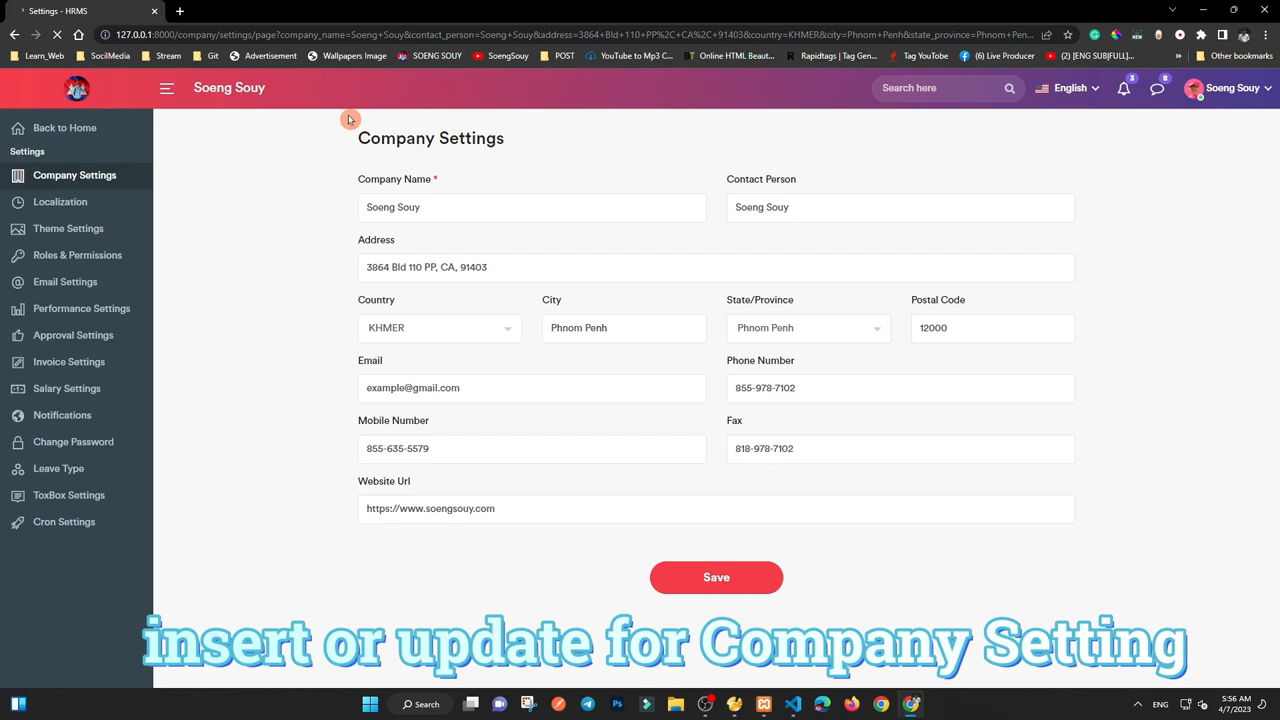 Settings - HRMS
127.0.0.1:8000/company/settings/page?company_name=Soeng+Souy&contact_person=Soeng+Souy&address=3864+Bld+110+PP%2C+CA%2C+91403&country=KHMER&city=Phnom+Penh&state_province=Phnom+Pen...
Learn_Web
SocilMedia
Stream
Git
Advertisement
Wallpapers Image
SOENG SOUY
SoengSouy
POST
YouTube to Mp3 C...
Online HTML Beaut...
Rapidtags | Tag Gen...
Tag YouTube
(6) Live Producer
(2) [ENG SUB|FULL]...
»
Other bookmarks
Soeng Souy
Search here
English
3
8
Soeng Souy
Back to Home
Settings
Company Settings
Localization
Theme Settings
Roles & Permissions
Email Settings
Performance Settings
Approval Settings
Invoice Settings
Salary Settings
Notifications
Change Password
Leave Type
ToxBox Settings
Cron Settings
Company Settings
Company Name *
Contact Person
Soeng Souy
Soeng Souy
Address
3864 Bld 110 PP, CA, 91403
Country
City
State/Province
Postal Code
KHMER
Phnom Penh
Phnom Penh
12000
Email
Phone Number
example@gmail.com
855-978-7102
Mobile Number
Fax
855-635-5579
818-978-7102
Website Url
https://www.soengsouy.com
Save
insert or update for Company Setting
Search
ENG
5:56 AM
4/7/2023